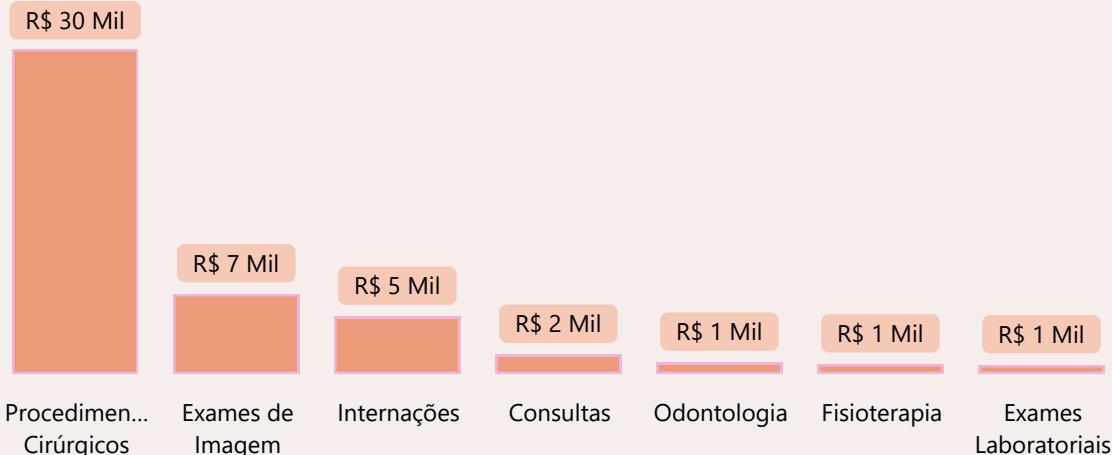 R$ 30 Mil
R$ 7 Mil
R$ 5 Mil
R$ 2 Mil
R$ 1 Mil
R$ 1 Mil
R$ 1 Mil
Procedimen...
Cirúrgicos
Exames de
Imagem
Internações
Consultas
Odontologia
Fisioterapia
Exames
Laboratoriais